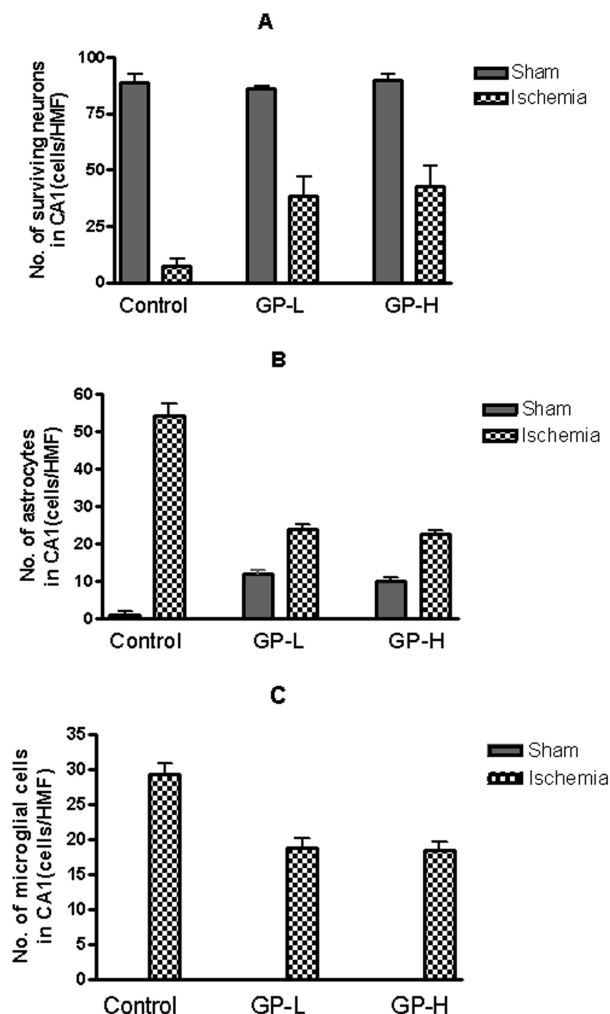 A
No. of surviving neurons
in CA1(cells/HMF)
100
75
50
25
0
Control GP-L GP-H
Sham
Ischemia
B
No. of astrocytes
in CA1(cells/HMF)
60
50
40
30
20
10
0
Control GP-L GP-H
Sham
Ischemia
C
No. of microglial cells
in CA1(cells/HMF)
35
30
25
20
15
10
5
0
Control GP-L GP-H
Sham
Ischemia